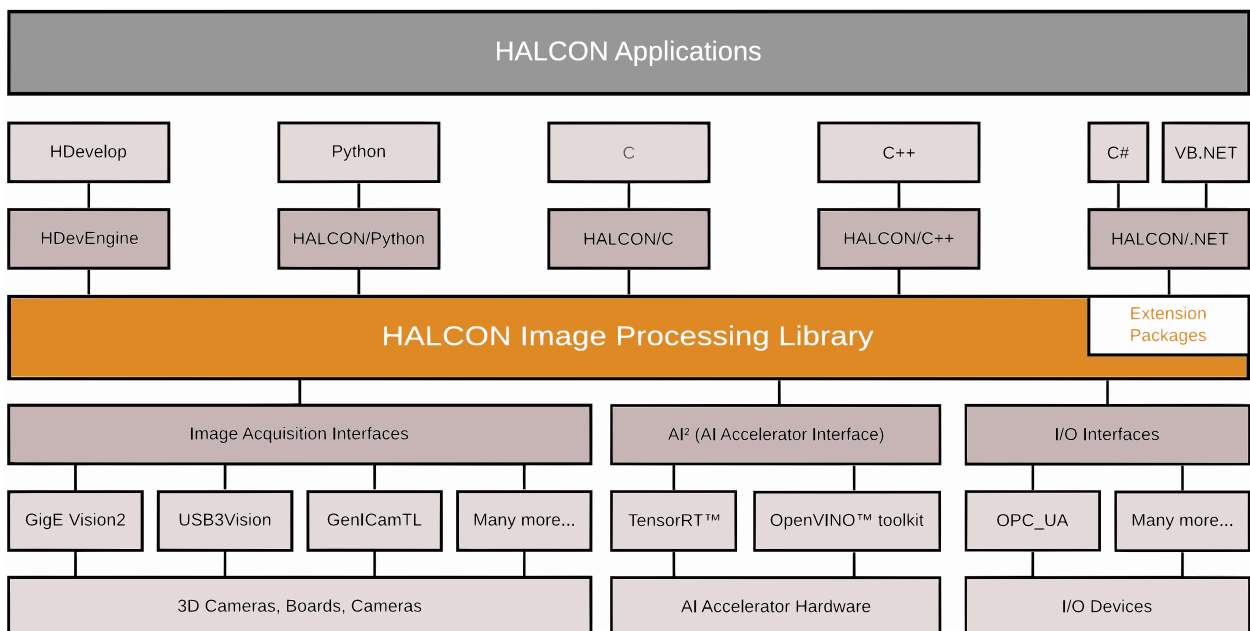 HALCON Applications
HDevelop
Python
C
C++
C#
VB.NET
HDevEngine
HALCON/Python
HALCON/C
HALCON/C++
HALCON/.NET
HALCON Image Processing Library
Extension
Packages
Image Acquisition Interfaces
AI² (AI Accelerator Interface)
I/O Interfaces
GigE Vision2
USB3Vision
GenICamTL
Many more...
TensorRT™
OpenVINO™ toolkit
OPC_UA
Many more...
3D Cameras, Boards, Cameras
AI Accelerator Hardware
I/O Devices